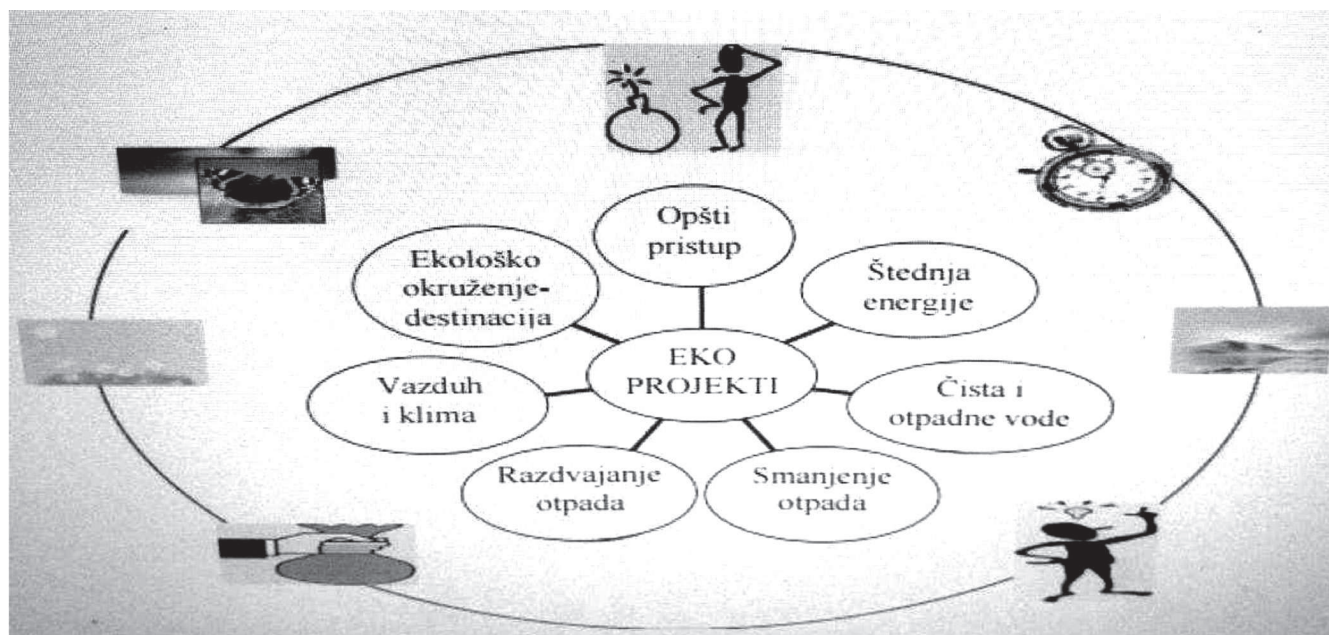 Opšti
pristup
Ekološko
okruženje-
destinacija
Štednja
energije
EKO
PROJEKTI
Vazduh
i klima
Čista i
otpadne vode
Razdvajanje
otpada
Smanjenje
otpada